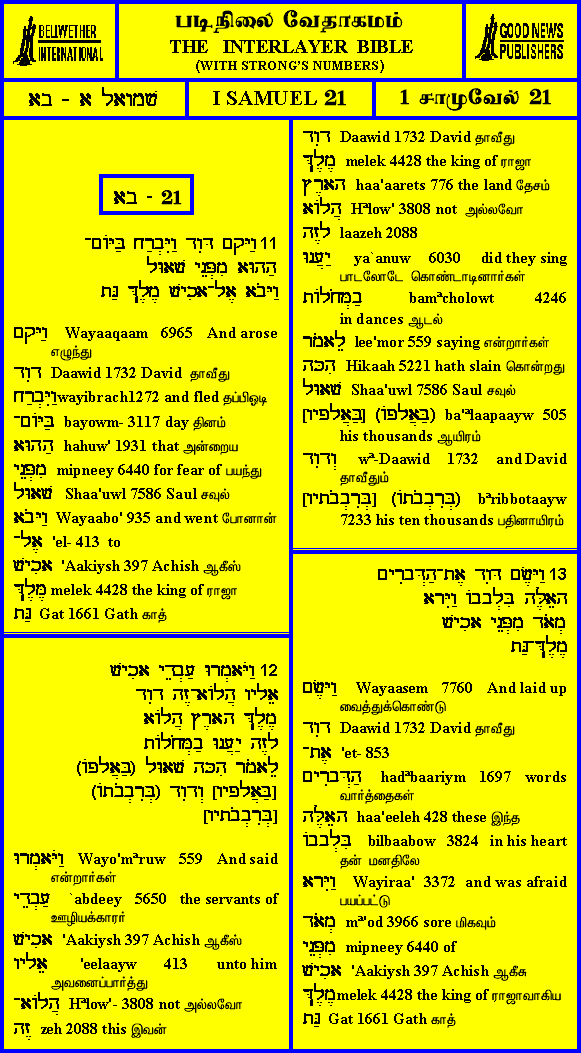 BELLWETHER
INTERNATIONAL
படிநிலை வேதாகமம்
THE INTERLAYER BIBLE
(WITH STRONG'S NUMBERS)
GOOD NEWS
PUBLISHERS
שמואל א - בא
I SAMUEL 21
1 சாமுவேல் 21
בא - 21
11 וַיָּקָם דָּוִד וַיִּבְרַח בַּיּוֹם־
הַהוּא מִפְּנֵי שָׁאוּל
וַיָּבֹא אֶל־אָכִישׁ מֶלֶךְ גַּת
וַיָּקָם Wayaaqaam 6965 And arose
எழுந்து
דָּוִד Daawid 1732 David தாவீது
וַיִּבְרַח wayibrach1272 and fled தப்பிஓடி
בַּיּוֹם־ bayowm- 3117 day தினம்
הַהוּא hahuw' 1931 that அன்றைய
מִפְּנֵי mipneey 6440 for fear of பயந்து
שָׁאוּל Shaa'uwl 7586 Saul சவுல்
וַיָּבֹא Wayaabo' 935 and went போனான்
אֶל־ 'el- 413 to
אָכִישׁ 'Aakiysh 397 Achish ஆகீஸ்
מֶלֶךְ melek 4428 the king of ராஜா
גַּת Gat 1661 Gath காத்
12 וַיֹּאמְרוּ עַבְדֵי אָכִישׁ
אֵלָיו הֲלוֹא־זֶה דָוִד
מֶלֶךְ הָאָרֶץ הֲלוֹא
לָזֶה יַעֲנוּ בַמְּחֹלוֹת
לֵאמֹר הִכָּה שָׁאוּל (בַּאֲלָפוֹ)
[בַּאֲלָפָיו] וְדָוִד (בְּרִבְבֹתוֹ)
[בְּרִבְבֹתָיו]
וַיֹּאמְרוּ Wayo'mªruw 559 And said
என்றார்கள்
עַבְדֵי `abdeey 5650 the servants of
ஊழியக்காரர்
אָכִישׁ 'Aakiysh 397 Achish ஆகீஸ்
אֵלָיו 'eelaayw 413 unto him
அவனைப்பார்த்து
הֲלוֹא־ Hªlow'- 3808 not அல்லவோ
זֶה zeh 2088 this இவன்
דָוִד Daawid 1732 David தாவீது
מֶלֶךְ melek 4428 the king of ராஜா
הָאָרֶץ haa'aarets 776 the land தேசம்
הֲלוֹא Hªlow' 3808 not அல்லவோ
לָזֶה laazeh 2088
יַעֲנוּ ya`anuw 6030 did they sing
பாடலோடே கொண்டாடினார்கள்
בַמְּחֹלוֹת bamªcholowt 4246
in dances ஆடல்
לֵאמֹר lee'mor 559 saying என்றார்கள்
הִכָּה Hikaah 5221 hath slain கொன்றது
שָׁאוּל Shaa'uwl 7586 Saul சவுல்
[בַּאֲלָפָיו] (בַּאֲלָפוֹ) ba'ªlaapaayw 505
his thousands ஆயிரம்
וְדָוִד wª-Daawid 1732 and David
தாவீதும்
[בְּרִבְבֹתָיו] (בְּרִבְבֹתוֹ) bªribbotaayw
7233 his ten thousands பதினாயிரம்
13 וַיָּשֶׂם דָּוִד אֶת־הַדְּבָרִים
הָאֵלֶּה בִּלְבָבוֹ וַיִּרָא
מְאֹד מִפְּנֵי אָכִישׁ
מֶלֶךְ־גַּת
וַיָּשֶׂם Wayaasem 7760 And laid up
வைத்துக்கொண்டு
דָּוִד Daawid 1732 David தாவீது
אֶת־ 'et- 853
הַדְּבָרִים hadªbaariym 1697 words
வார்த்தைகள்
הָאֵלֶּה haa'eeleh 428 these இந்த
בִּלְבָבוֹ bilbaabow 3824 in his heart
தன் மனதிலே
וַיִּרָא Wayiraa' 3372 and was afraid
பயப்பட்டு
מְאֹד mª'od 3966 sore மிகவும்
מִפְּנֵי mipneey 6440 of
אָכִישׁ 'Aakiysh 397 Achish ஆகீசு
מֶלֶךְ melek 4428 the king of ராஜாவாகிய
גַּת Gat 1661 Gath காத்